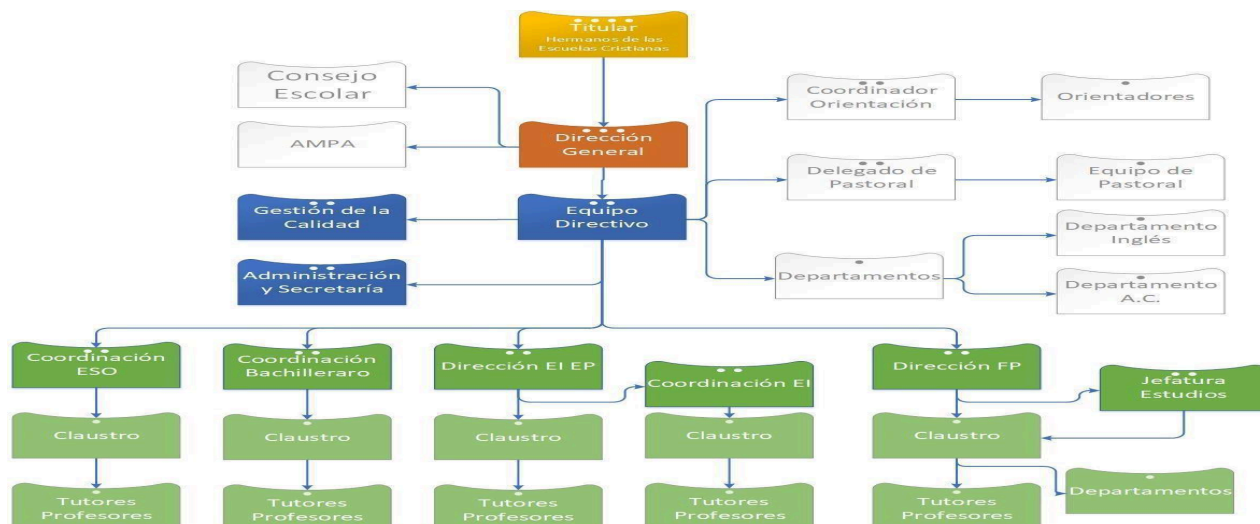 Titular
Hermanos de las
Escuelas Cristianas
Consejo
Escolar
Coordinador
Orientación
Orientadores
AMPA
Dirección
General
Delegado de
Pastoral
Equipo de
Pastoral
Gestión de la
Calidad
Equipo
Directivo
Departamento
Inglés
Administración
y Secretaría
Departamentos
Departamento
A.C.
Coordinación
ESO
Coordinación
Bachilleraro
Dirección EI EP
Coordinación EI
Dirección FP
Jefatura
Estudios
Claustro
Claustro
Claustro
Claustro
Claustro
Tutores
Profesores
Tutores
Profesores
Tutores
Profesores
Tutores
Profesores
Tutores
Profesores
Departamentos